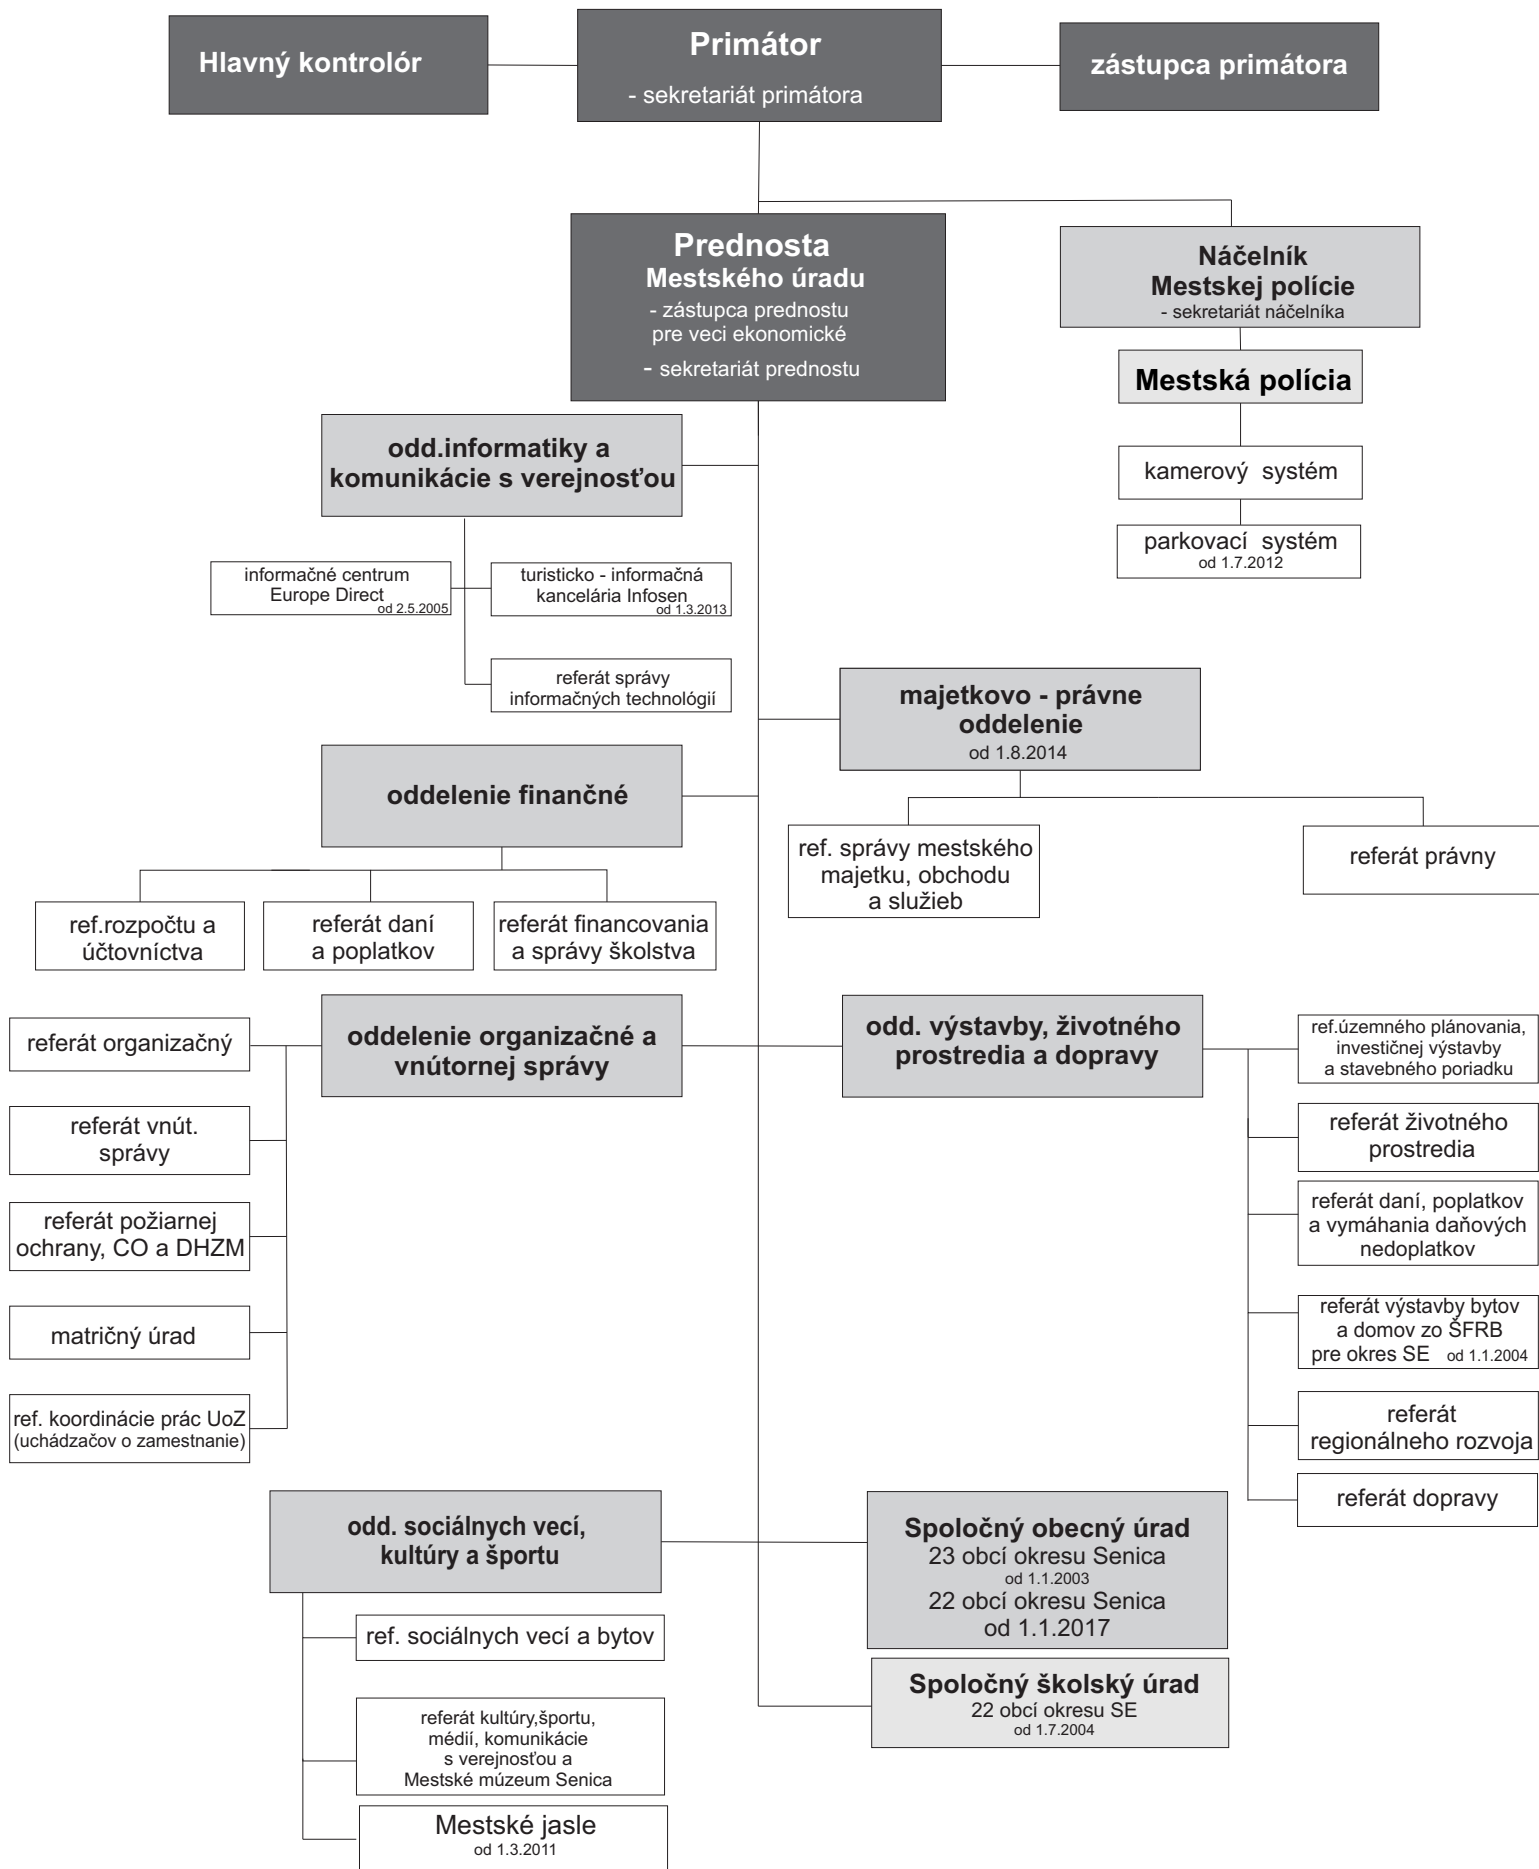 Hlavný kontrolór
Primátor
- sekretariát primátora
zástupca primátora
Prednosta
Mestského úradu
- zástupca prednostu
pre veci ekonomické
- sekretariát prednostu
Náčelník
Mestskej polície
- sekretariát náčelníka
Mestská polícia
kamerový systém
parkovací systém
od 1.7.2012
odd.informatiky a
komunikácie s verejnosťou
informačné centrum
Europe Direct
od 2.5.2005
turisticko - informačná
kancelária Infosen
od 1.3.2013
referát správy
informačných technológií
majetkovo - právne
oddelenie
od 1.8.2014
ref. správy mestského
majetku, obchodu
a služieb
referát právny
oddelenie finančné
ref.rozpočtu a
účtovníctva
referát daní
a poplatkov
referát financovania
a správy školstva
oddelenie organizačné a
vnútornej správy
referát organizačný
referát vnút.
správy
referát požiarnej
ochrany, CO a DHZM
matričný úrad
ref. koordinácie prác UoZ
(uchádzačov o zamestnanie)
odd. výstavby, životného
prostredia a dopravy
ref.územného plánovania,
investičnej výstavby
a stavebného poriadku
referát životného
prostredia
referát daní, poplatkov
a vymáhania daňových
nedoplatkov
referát výstavby bytov
a domov zo ŠFRB
pre okres SE od 1.1.2004
referát
regionálneho rozvoja
referát dopravy
odd. sociálnych vecí,
kultúry a športu
ref. sociálnych vecí a bytov
referát kultúry,športu,
médií, komunikácie
s verejnosťou a
Mestské múzeum Senica
Mestské jasle
od 1.3.2011
Spoločný obecný úrad
23 obcí okresu Senica
od 1.1.2003
22 obcí okresu Senica
od 1.1.2017
Spoločný školský úrad
22 obcí okresu SE
od 1.7.2004